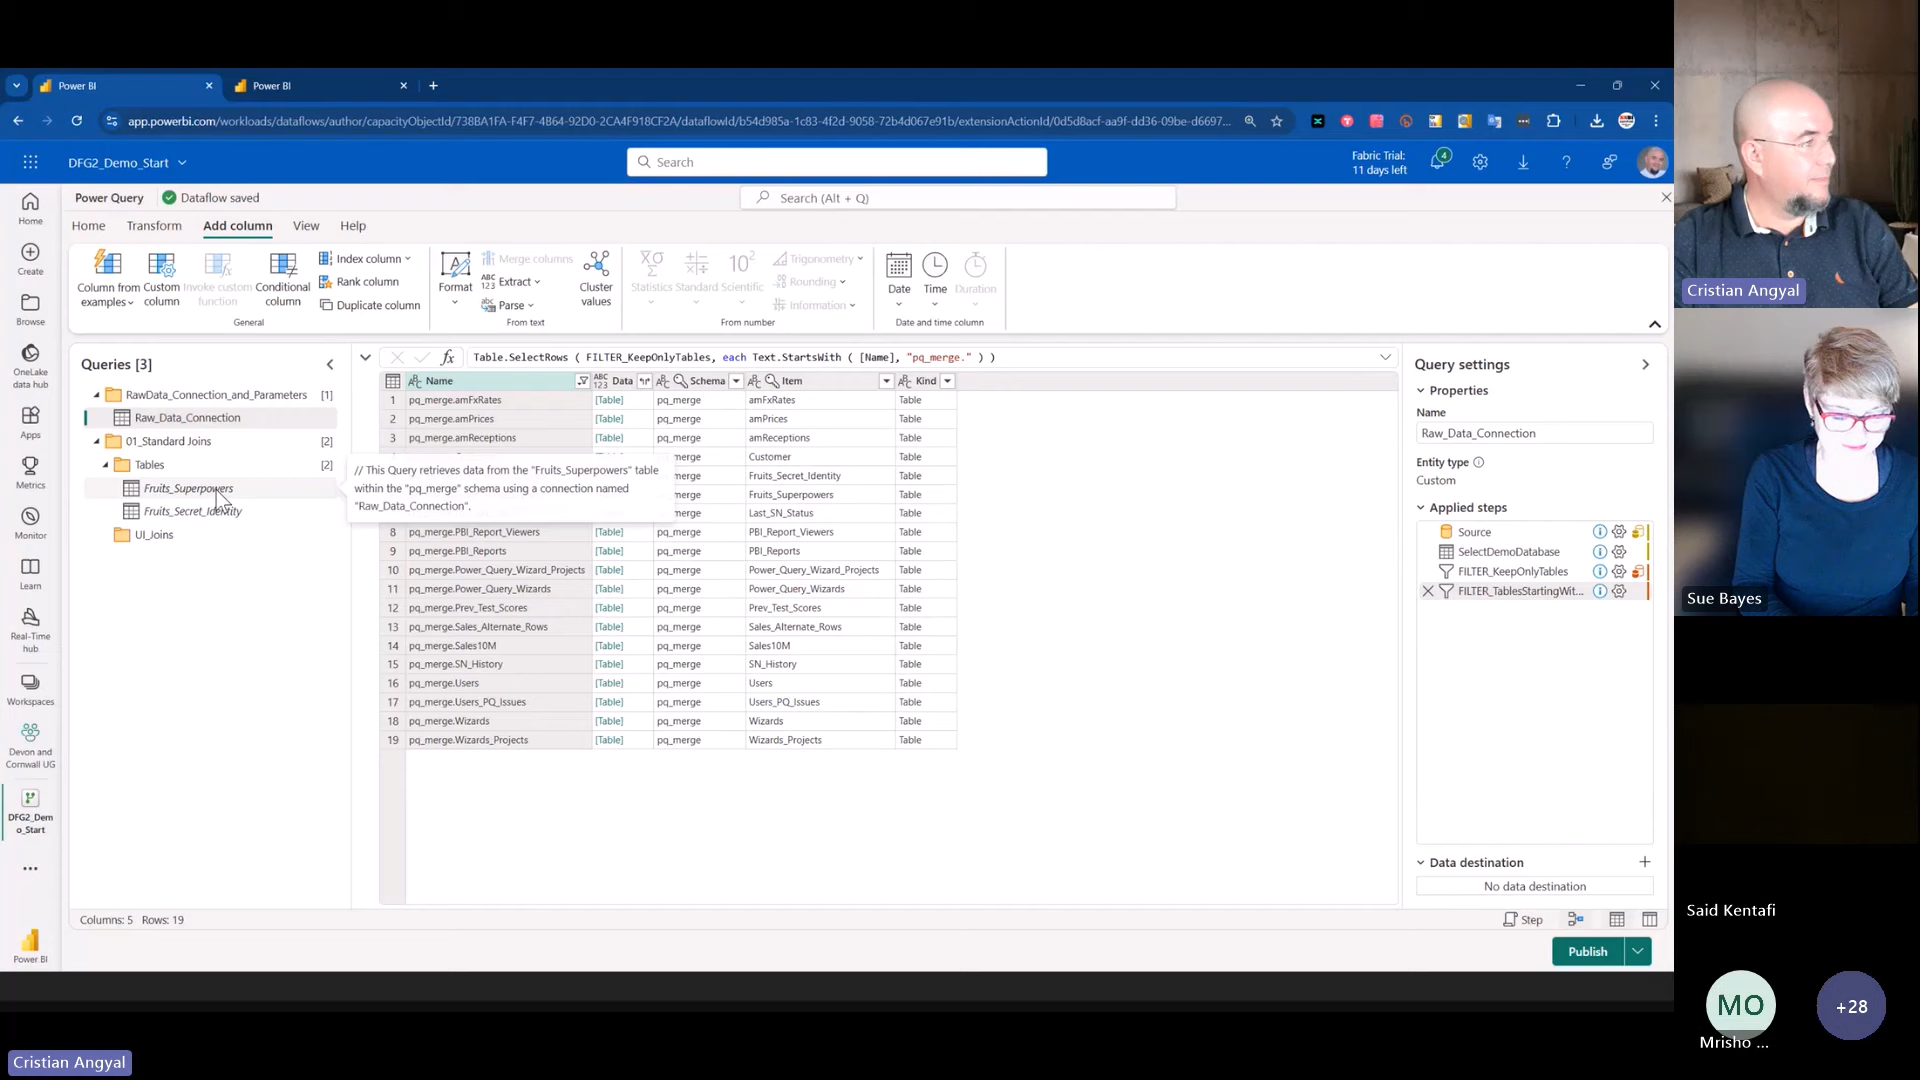 Power BI
Power BI
app.powerbi.com/workloads/dataflows/author/capacityObjectId/738BA1FA-F4F7-4B64-92D0-2CA4F918CF2A/dataflowId/b54d985a-1c83-4f2d-9058-72b4d067e91b/extensionActionId/0d5d8acf-aa9f-dd36-09be-d6697...
DFG2_Demo_Start
Search
Fabric Trial:
11 days left
4
Power Query
Dataflow saved
Search (Alt + Q)
Home
Transform
Add column
View
Help
Column from examples
Custom column
Invoke custom function
Conditional column
Index column
Rank column
Duplicate column
General
Format
Merge columns
Extract
Parse
From text
Cluster values
Statistics
Standard
Scientific
Trigonometry
Rounding
Information
From number
Date
Time
Duration
Date and time column
Home
Create
Browse
OneLake data hub
Apps
Metrics
Monitor
Learn
Real-Time hub
Workspaces
Devon and Cornwall UG
DFG2_Dem o_Start
Power BI
Queries [3]
RawData_Connection_and_Parameters [1]
Raw_Data_Connection
01_Standard Joins [2]
Tables [2]
Fruits_Superpowers
Fruits_Secret_Identity
UI_Joins
// This Query retrieves data from the "Fruits_Superpowers" table
within the "pq_merge" schema using a connection named
"Raw_Data_Connection",
fx Table.SelectRows ( FILTER_KeepOnlyTables, each Text.StartsWith ( [Name], "pq_merge." ) )
Name Data Schema Item Kind
1 pq_merge.amFxRates [Table] pq_merge amFxRates Table
2 pq_merge.amPrices [Table] pq_merge amPrices Table
3 pq_merge.amReceptions [Table] pq_merge amReceptions Table
Customer Table
Fruits_Secret_Identity Table
Fruits_Superpowers Table
Last_SN_Status Table
8 pq_merge.PBI_Report_Viewers [Table] pq_merge PBI_Report_Viewers Table
9 pq_merge.PBI_Reports [Table] pq_merge PBI_Reports Table
10 pq_merge.Power_Query_Wizard_Projects [Table] pq_merge Power_Query_Wizard_Projects Table
11 pq_merge.Power_Query_Wizards [Table] pq_merge Power_Query_Wizards Table
12 pq_merge.Prev_Test_Scores [Table] pq_merge Prev_Test_Scores Table
13 pq_merge.Sales_Alternate_Rows [Table] pq_merge Sales_Alternate_Rows Table
14 pq_merge.Sales10M [Table] pq_merge Sales10M Table
15 pq_merge.SN_History [Table] pq_merge SN_History Table
16 pq_merge.Users [Table] pq_merge Users Table
17 pq_merge.Users_PQ_Issues [Table] pq_merge Users_PQ_Issues Table
18 pq_merge.Wizards [Table] pq_merge Wizards Table
19 pq_merge.Wizards_Projects [Table] pq_merge Wizards_Projects Table
Query settings
Properties
Name
Raw_Data_Connection
Entity type
Custom
Applied steps
Source
SelectDemoDatabase
FILTER_KeepOnlyTables
FILTER_TablesStartingWit...
Data destination
No data destination
Columns: 5 Rows: 19
Step
Publish
Cristian Angyal
Sue Bayes
Said Kentafi
MO
Mrisho ...
+28
Cristian Angyal